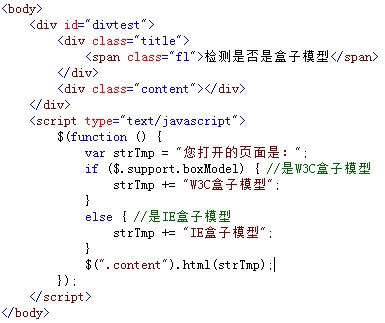 <body>
    <div id="divtest">
        <div class="title">
            <span class="fl">检测是否是盒子模型</span>
        </div>
        <div class="content"></div>
    </div>
    <script type="text/javascript">
        $(function () {
            var strTmp = "您打开的页面是：";
            if ($.support.boxModel) { //是W3C盒子模型
                strTmp += "W3C盒子模型";
            }
            else { //是IE盒子模型
                strTmp += "IE盒子模型";
            }
            $(".content").html(strTmp);
        });
    </script>
</body>